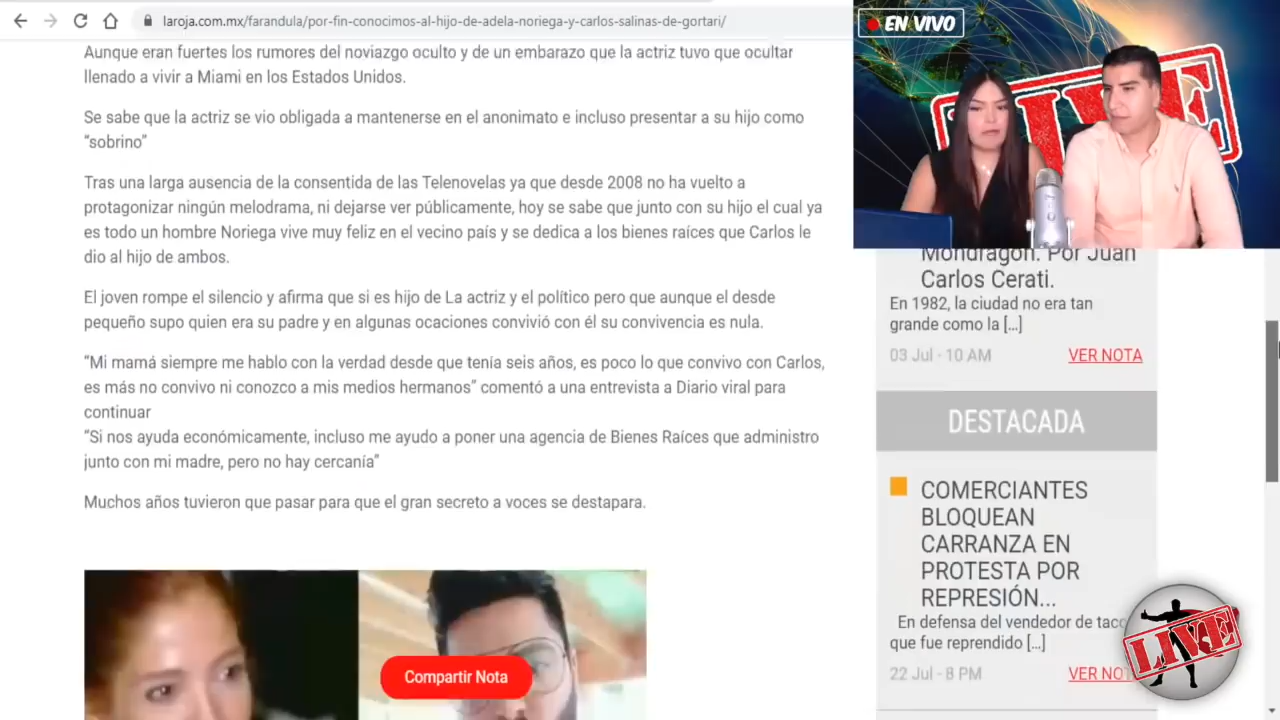 laroja.com.mx/farandula/por-fin-conocimos-al-hijo-de-adela-noriega-y-carlos-salinas-de-gortari/
EN VIVO
LIVE
Aunque eran fuertes los rumores del noviazgo oculto y de un embarazo que la actriz tuvo que ocultar
llenado a vivir a Miami en los Estados Unidos.
Se sabe que la actriz se vio obligada a mantenerse en el anonimato e incluso presentar a su hijo como
“sobrino”
Tras una larga ausencia de la consentida de las Telenovelas ya que desde 2008 no ha vuelto a
protagonizar ningún melodrama, ni dejarse ver públicamente, hoy se sabe que junto con su hijo el cual ya
es todo un hombre Noriega vive muy feliz en el vecino país y se dedica a los bienes raíces que Carlos le
dio al hijo de ambos.
El joven rompe el silencio y afirma que si es hijo de La actriz y el político pero que aunque el desde
pequeño supo quien era su padre y en algunas ocaciones convivió con él su convivencia es nula.
“Mi mamá siempre me hablo con la verdad desde que tenía seis años, es poco lo que convivo con Carlos,
es más no convivo ni conozco a mis medios hermanos” comentó a una entrevista a Diario viral para
continuar
“Si nos ayuda económicamente, incluso me ayudo a poner una agencia de Bienes Raíces que administro
junto con mi madre, pero no hay cercanía”
Muchos años tuvieron que pasar para que el gran secreto a voces se destapara.
Compartir Nota
Mondragón. Por Juan
Carlos Cerati.
En 1982, la ciudad no era tan
grande como la [...]
03 Jul - 10 AM VER NOTA
DESTACADA
COMERCIANTES
BLOQUEAN
CARRANZA EN
PROTESTA POR
REPRESIÓN...
En defensa del vendedor de taco
que fue reprendido [...]
22 Jul - 8 PM VER NOT
LIVE